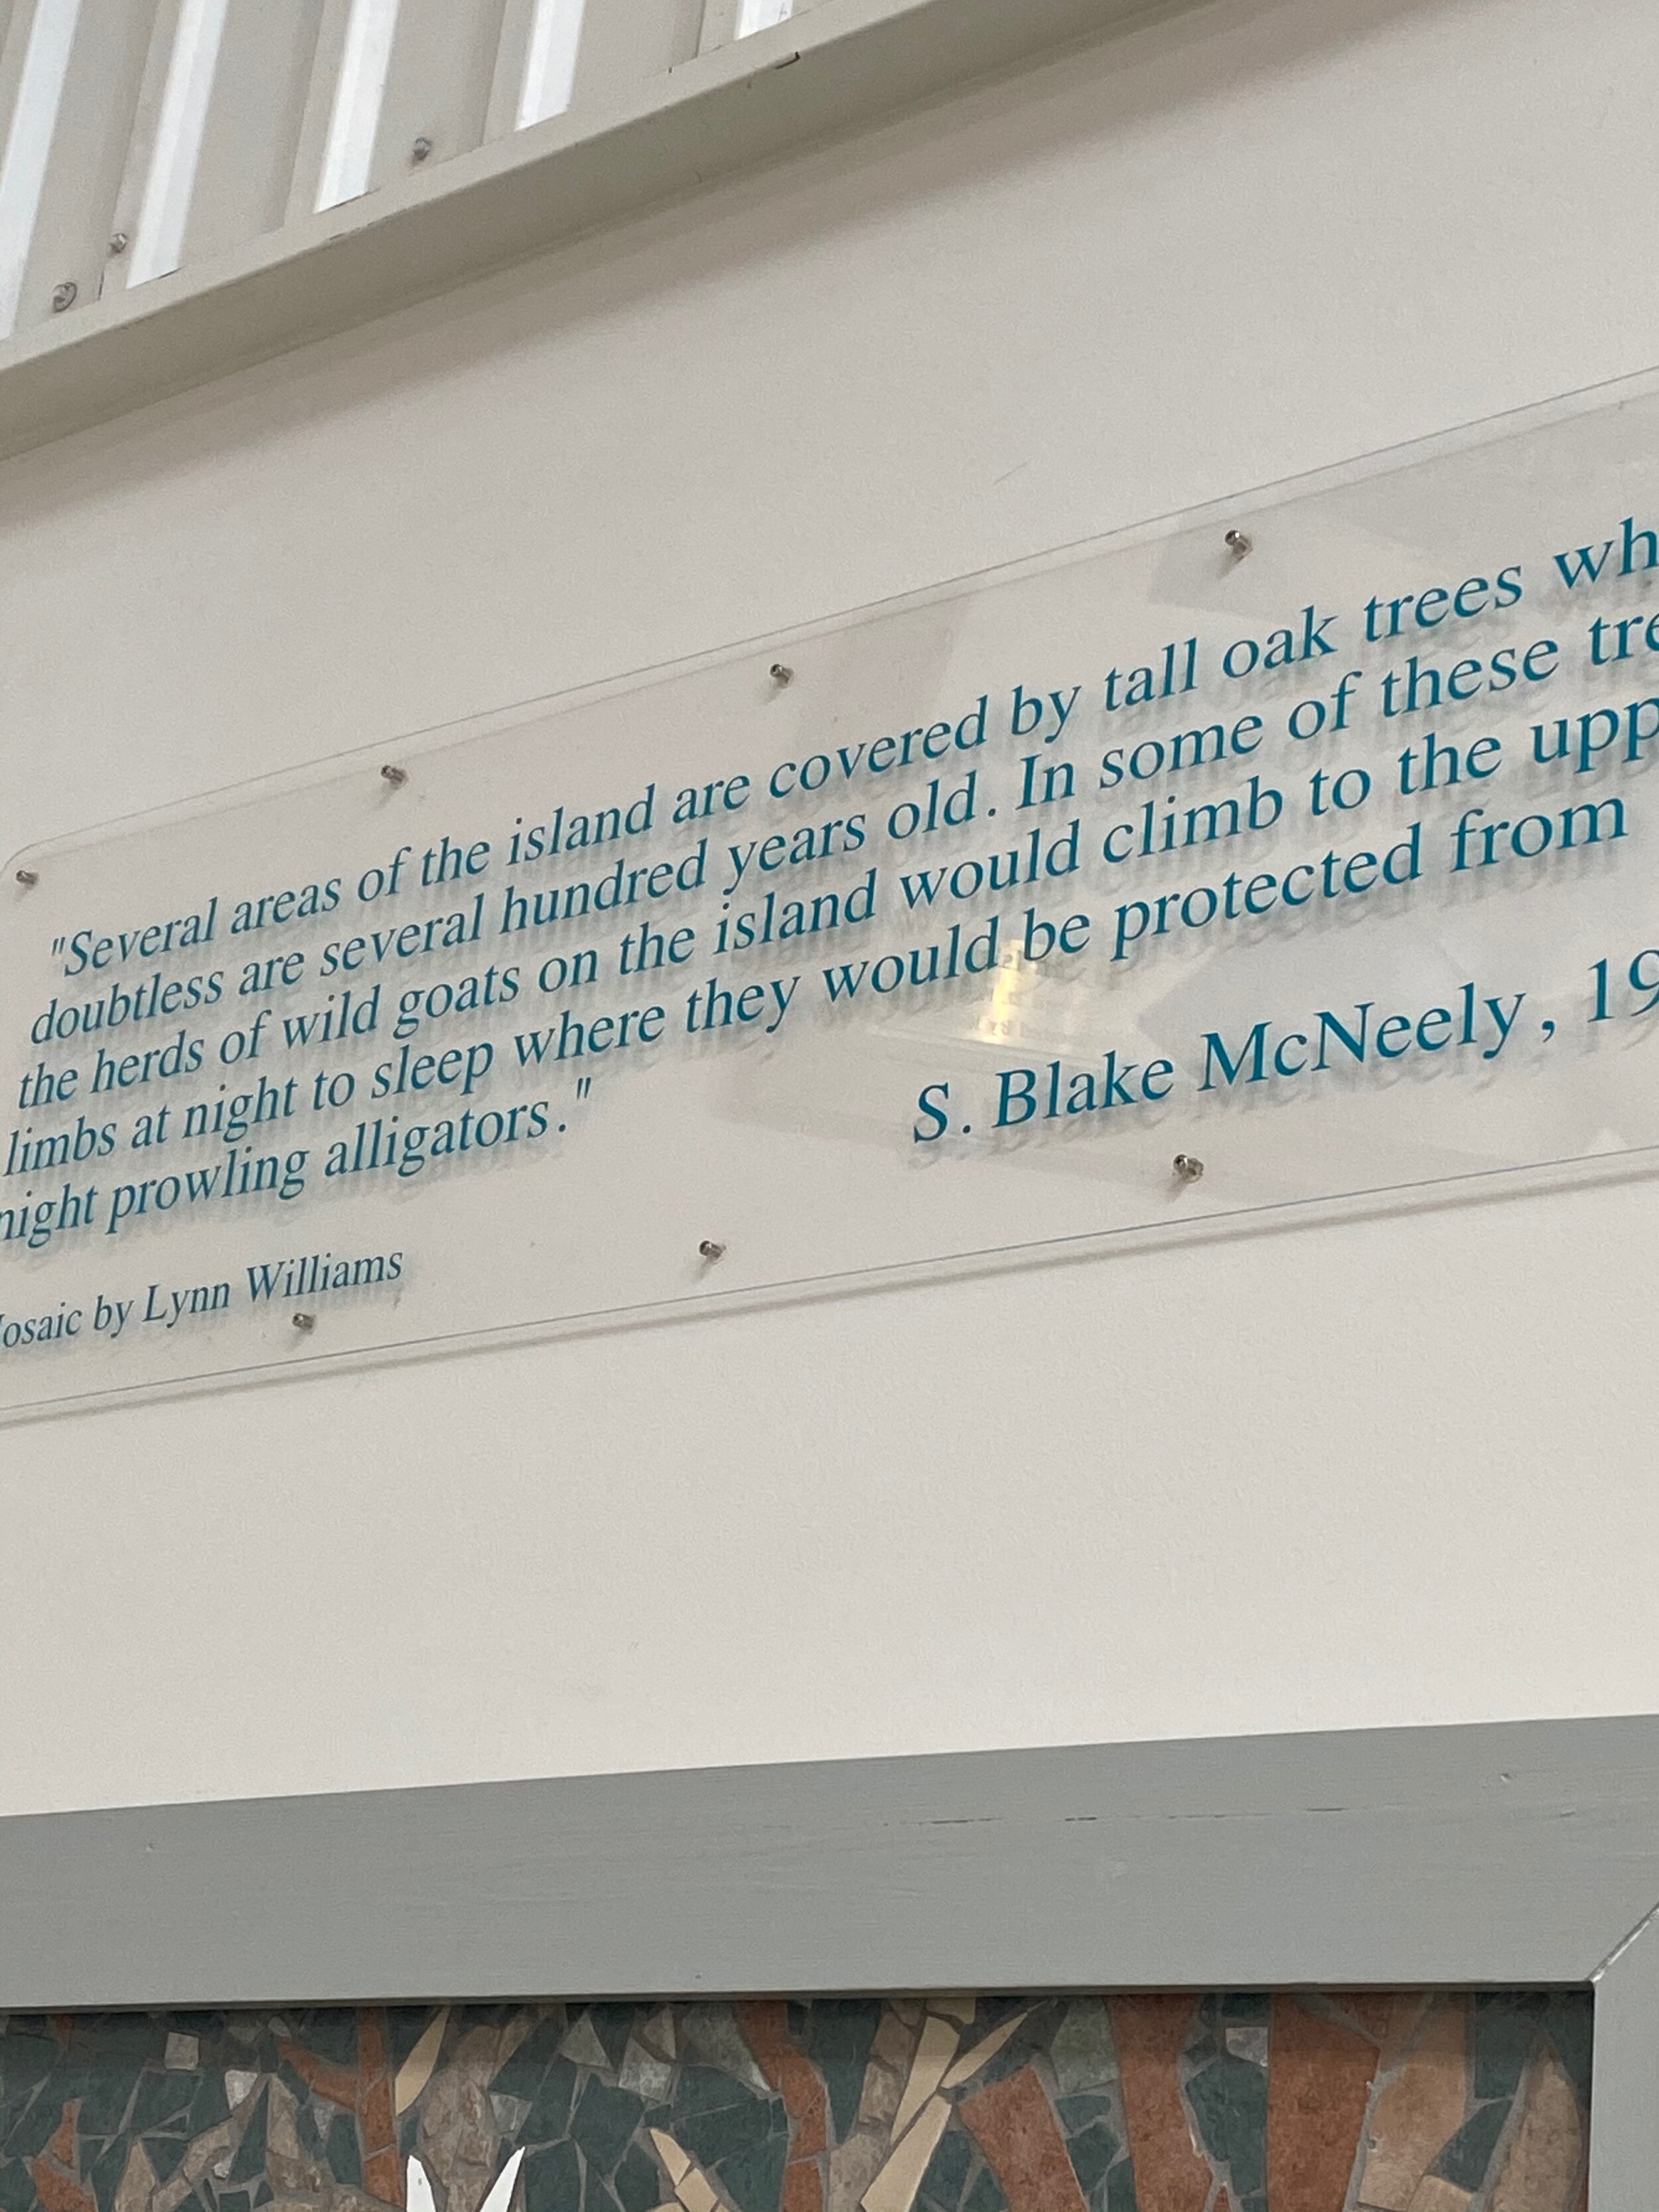 "Several areas of the island are covered by tall oak trees wh
doubtless are several hundred years old. In some of these tre
the herds of wild goats on the island would climb to the upp
limbs at night to sleep where they would be protected from
night prowling alligators."
S. Blake McNeely, 19
osaic by Lynn Williams